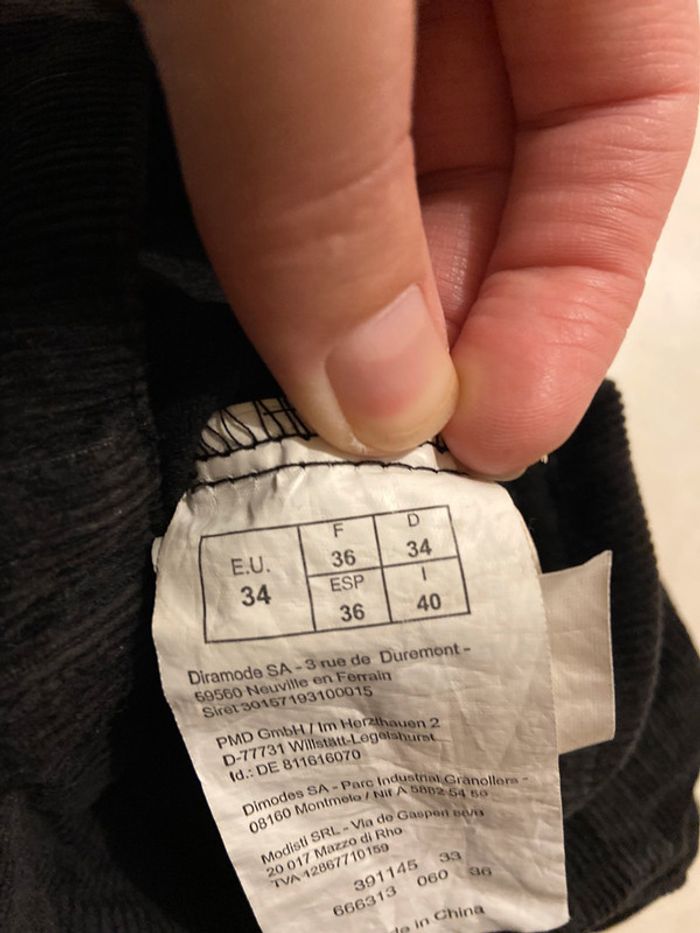 E.U.
34
F
36
D
34
ESP
36
I
40
Diramode SA - 3 rue de Duremont -
59560 Neuville en Ferrain
Siret 30157193100015
PMD GmbH / Im Herzthauen 2
D-77731 Willstätt-Legelshurst
Id.: DE 811616070
Dimodes SA - Parc Industrial Granollers -
08160 Montmelo / Nif A 5882 54 50
Modisti SRL - Via de Gasperi
20 017 Mazzo di Rho
TVA 12867710159
391145 33
666313 060 36
in China